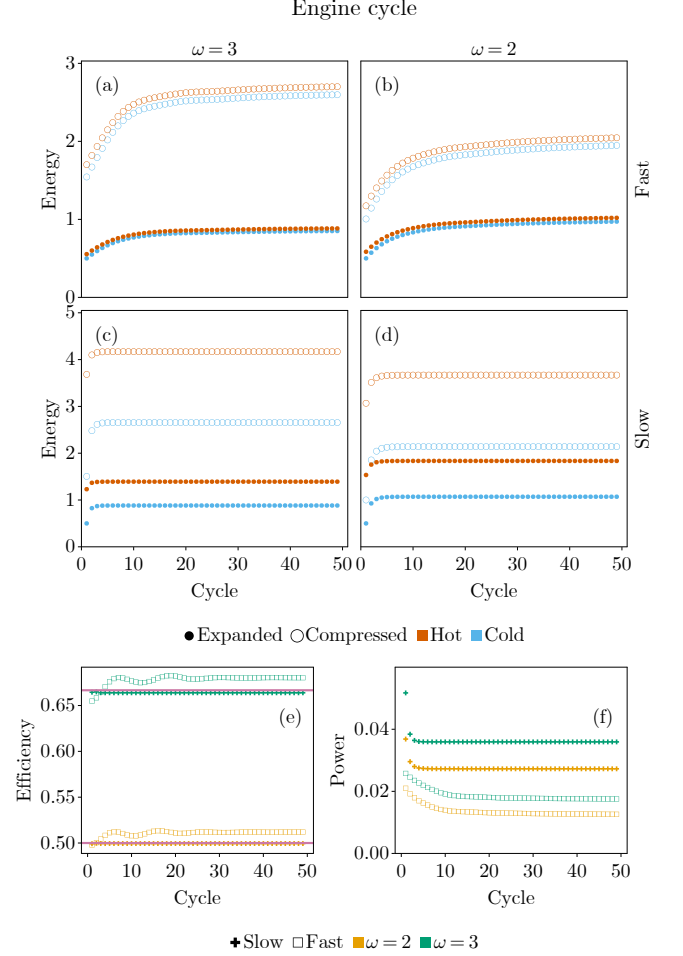 Engine cycle
ω = 3
ω = 2
(a)
(b)
3
2
1
0
Energy
Fast
(c)
(d)
5
4
3
2
1
0
Energy
Slow
0 10 20 30 40 50
0 10 20 30 40 50
Cycle
Cycle
Expanded Compressed Hot Cold
(e)
(f)
0.65
0.60
0.55
0.50
Efficiency
0.04
0.02
0.00
Power
0 10 20 30 40 50
0 10 20 30 40 50
Cycle
Cycle
Slow Fast ω = 2 ω = 3